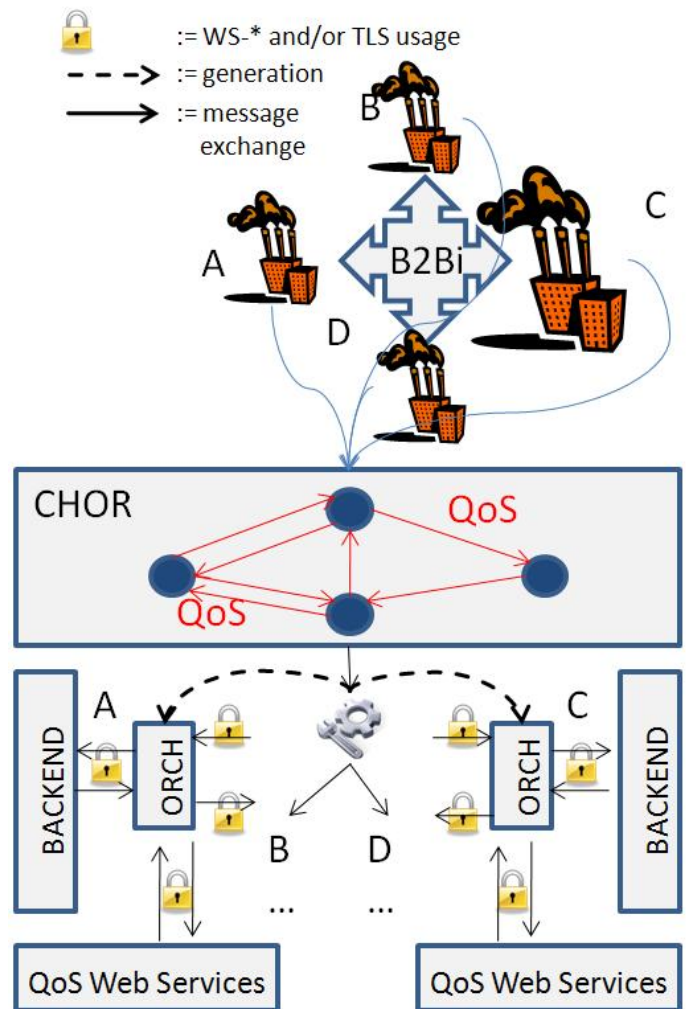 := WS-* and/or TLS usage
:= generation
:= message
exchange
B
A
B2Bi
C
D
CHOR
QoS
QoS
A
C
BACKEND
ORCH
ORCH
BACKEND
B
D
...
...
QoS Web Services
QoS Web Services